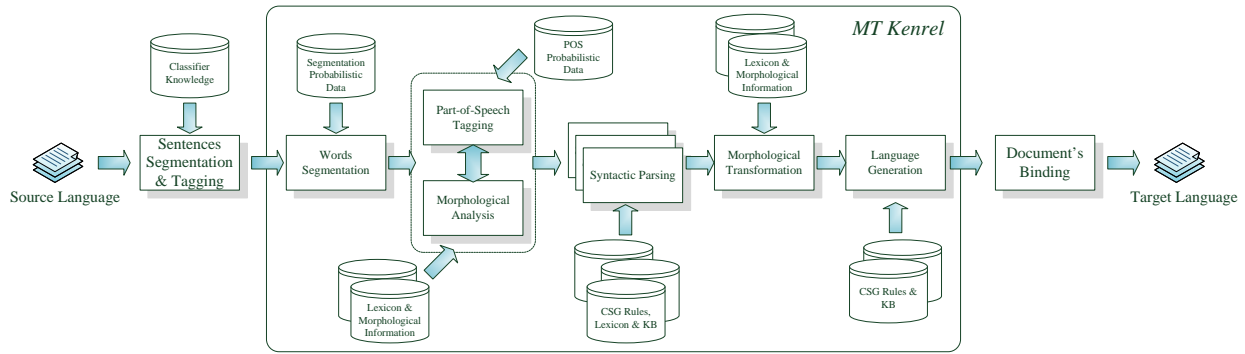 MT Kenrel
Classifier
Knowledge
Segmentation
Probabilistic
Data
POS
Probabilistic
Data
Lexicon &
Morphological
Information
Source Language
Sentences
Segmentation
& Tagging
Words
Segmentation
Part-of-Speech
Tagging
Morphological
Analysis
Syntactic Parsing
Morphological
Transformation
Language
Generation
Document’s
Binding
Target Language
Lexicon &
Morphological
Information
CSG Rules,
Lexicon & KB
CSG Rules &
KB